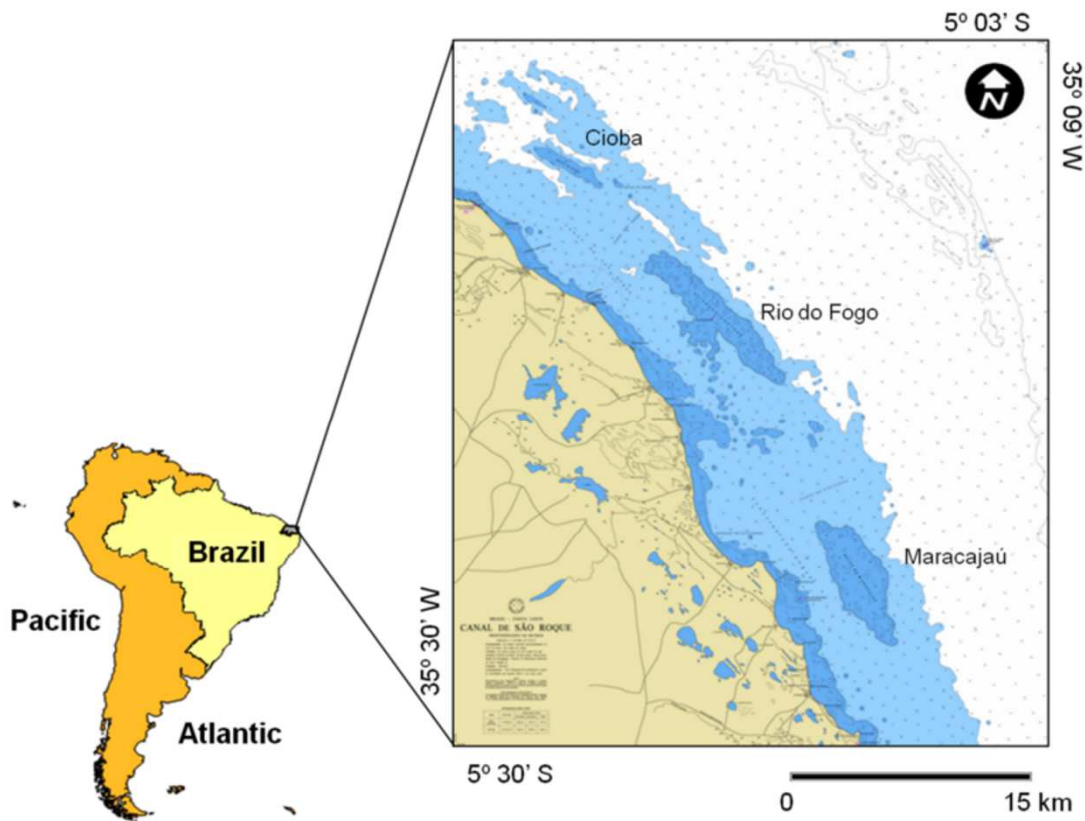 5º 03’ S
35º 09’ W
N
Cioba
Rio do Fogo
Maracajaú
Brazil
Pacific
Atlantic
35º 30’ W
CANAL DE SÃO ROQUE
5º 30’ S
0 15 km